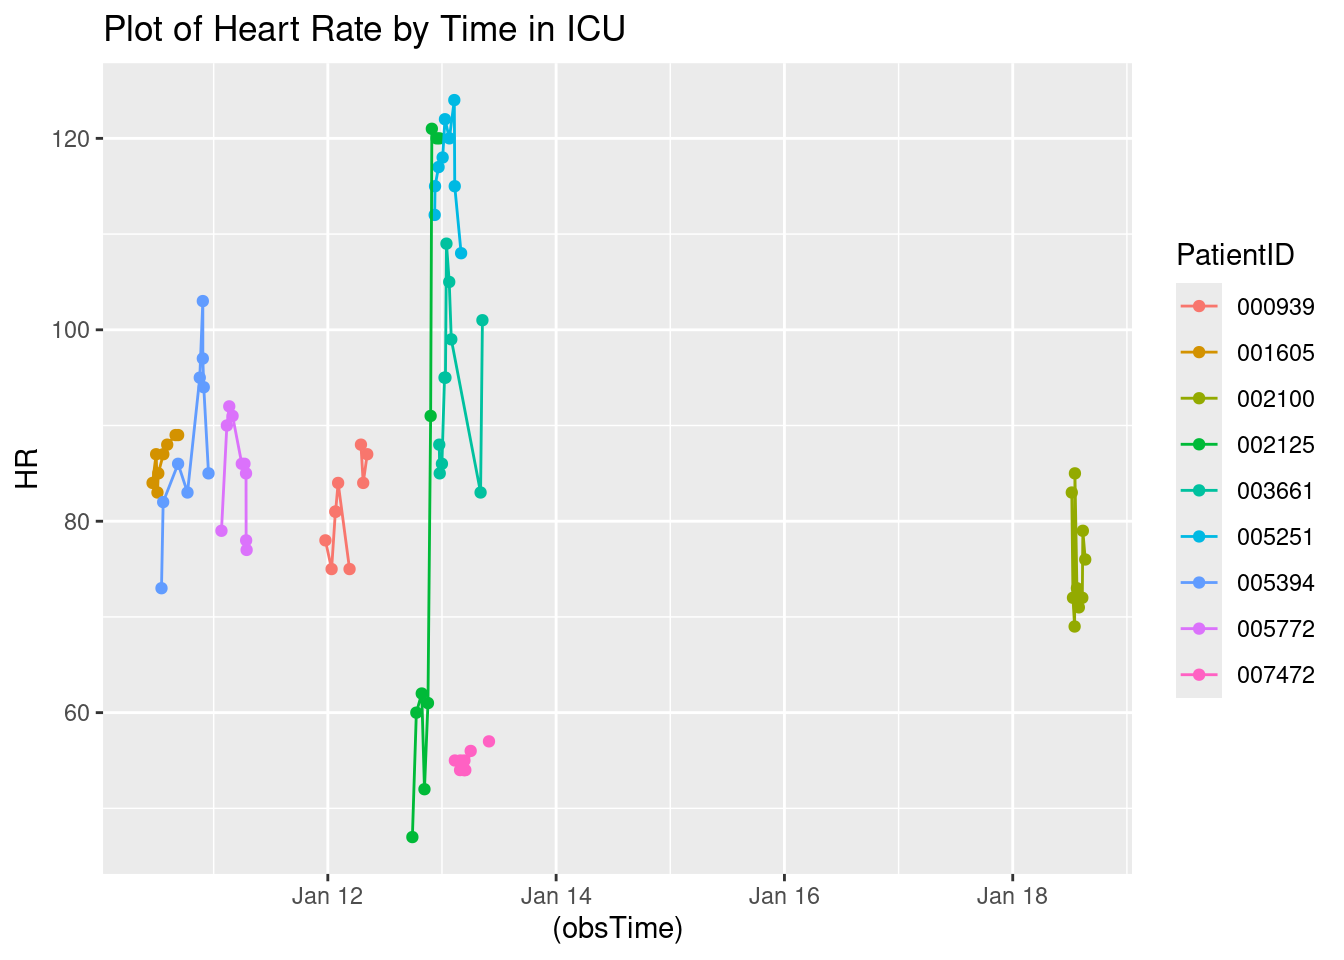 Plot of Heart Rate by Time in ICU
HR
120
100
80
60
Jan 12 Jan 14 Jan 16 Jan 18
(obsTime)
PatientID
000939
001605
002100
002125
003661
005251
005394
005772
007472